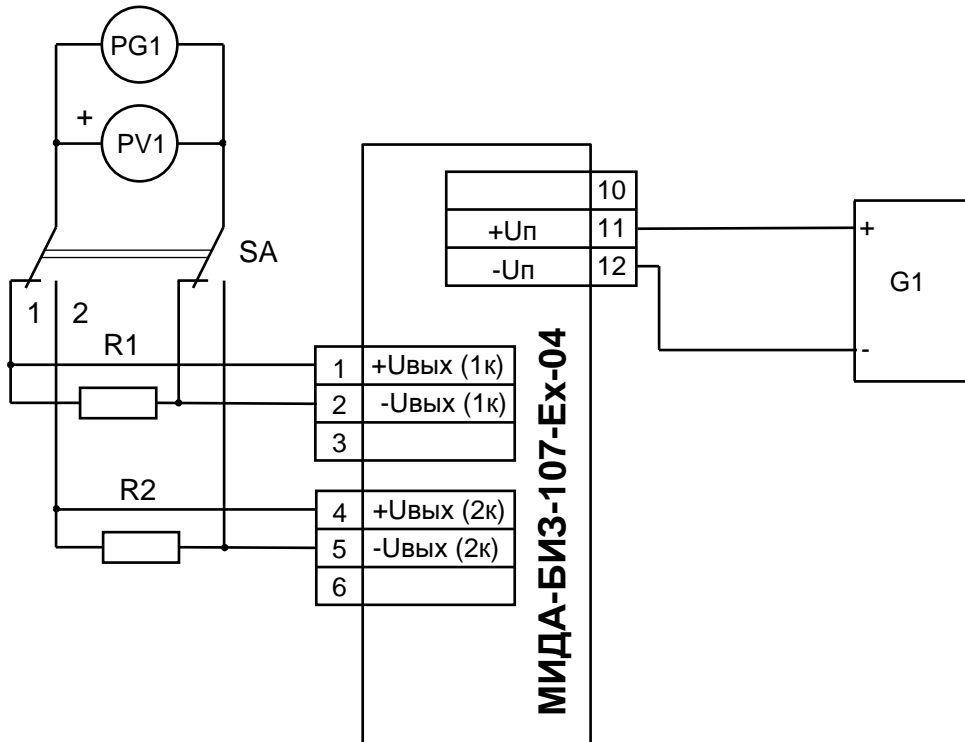 PG1
+
PV1
SA
1 2
R1
R2
1 +Uвых (1к)
2 -Uвых (1к)
3
4 +Uвых (2к)
5 -Uвых (2к)
6
10
+Uп 11
-Uп 12
МИДА-БИЗ-107-Ех-04
+
G1
-